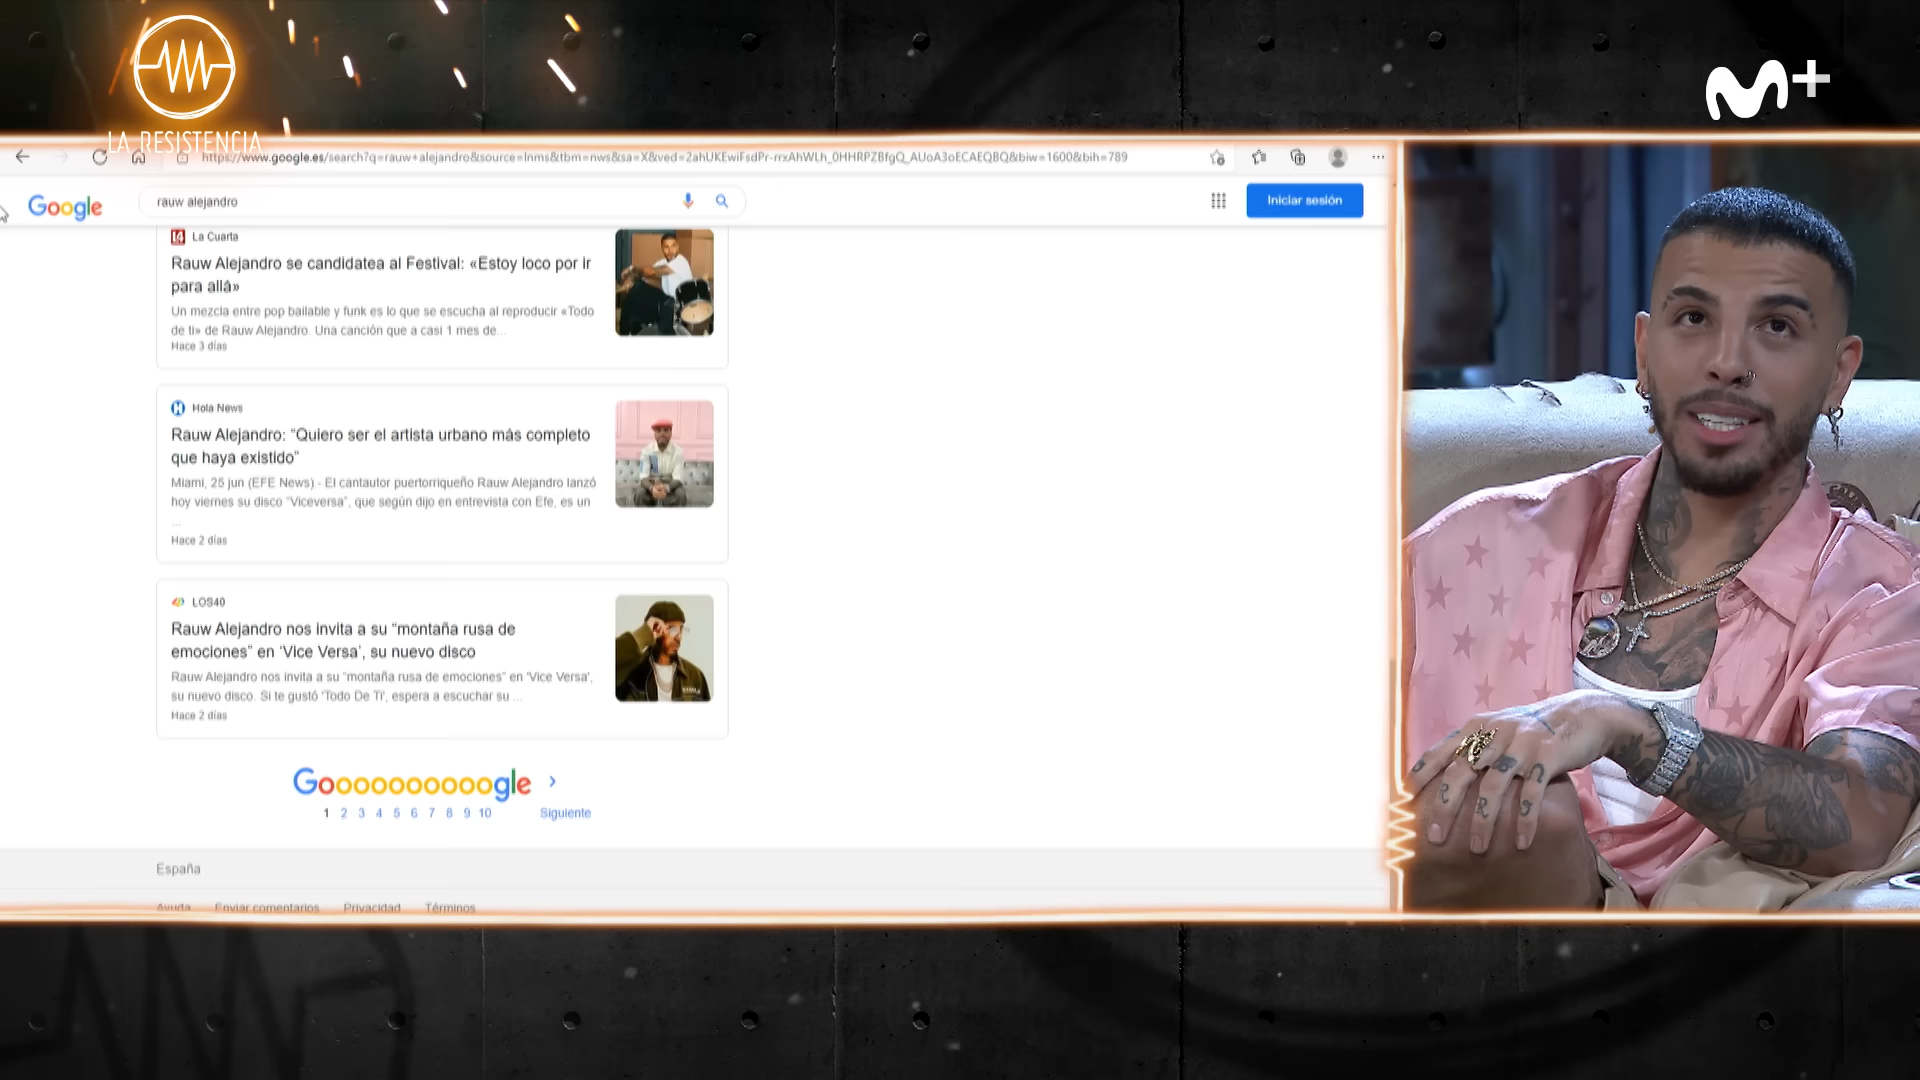 LA RESISTENCIA
M+
https://www.google.es/search?q=rauw+alejandro&source=lnms&tbm=nws&sa=X&ved=2ahUKEwiFsdPr-rrxAhWLh_0HHRPZBfgQ_AUoA3oECAEQBQ&biw=1600&bih=789
Google
rauw alejandro
Iniciar sesión
La Cuarta
Rauw Alejandro se candidatea al Festival: «Estoy loco por ir
para allá»
Un mezcla entre pop bailable y funk es lo que se escucha al reproducir «Todo
de ti» de Rauw Alejandro. Una canción que a casi 1 mes de...
Hace 3 días
Hola News
Rauw Alejandro: “Quiero ser el artista urbano más completo
que haya existido”
Miami, 25 jun (EFE News).- El cantautor puertorriqueño Rauw Alejandro lanzó
hoy viernes su disco “Viceversa”, que según dijo en entrevista con Efe, es un
...
Hace 2 días
LOS40
Rauw Alejandro nos invita a su “montaña rusa de
emociones” en ‘Vice Versa’, su nuevo disco
Rauw Alejandro nos invita a su “montaña rusa de emociones” en ‘Vice Versa’,
su nuevo disco. Si te gustó ‘Todo De Ti’, espera a escuchar su ...
Hace 2 días
Goooooooooogle >
1 2 3 4 5 6 7 8 9 10 Siguiente
España
Ayuda Enviar comentarios Privacidad Términos